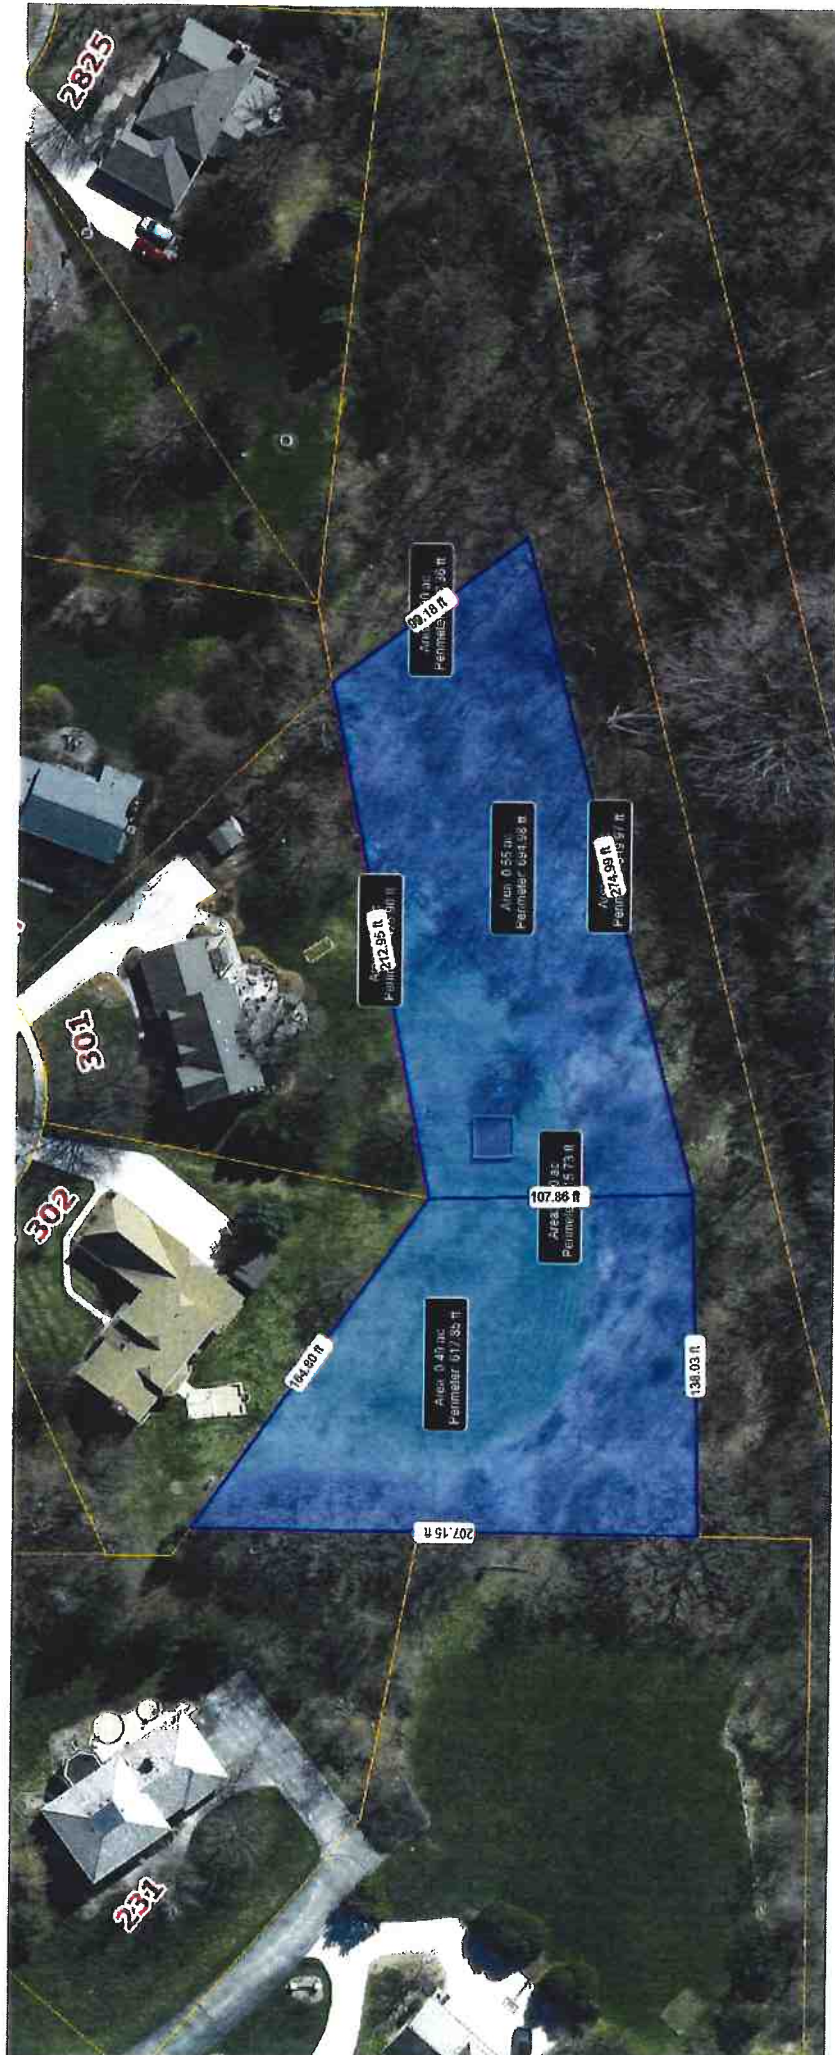 2825
99.18 ft
Area: 0.55 ac
Perimeter: 694.98 ft
274.99 ft
212.95 ft
301
302
107.86 ft
Area: 0.49 ac
Perimeter: 617.85 ft
164.80 ft
138.03 ft
207.15 ft
231